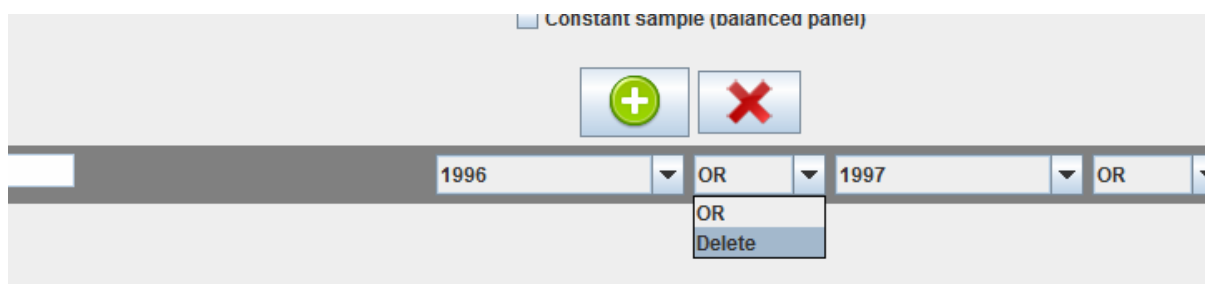 Constant sample (balanced panel)
1996 OR 1997 OR
OR
Delete